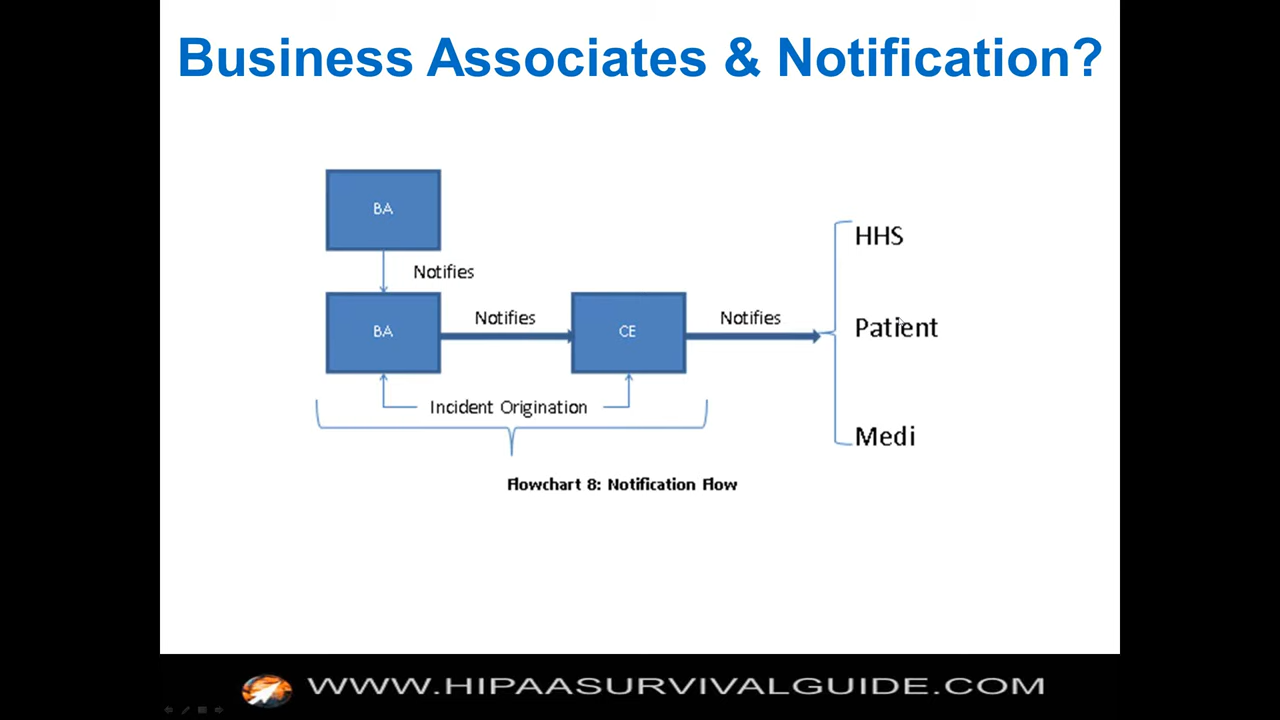 Business Associates & Notification?
BA
Notifies
BA
Notifies
CE
Notifies
HHS
Patient
Medi
Incident Origination
Flowchart 8: Notification Flow
WWW.HIPAASURVIVALGUIDE.COM